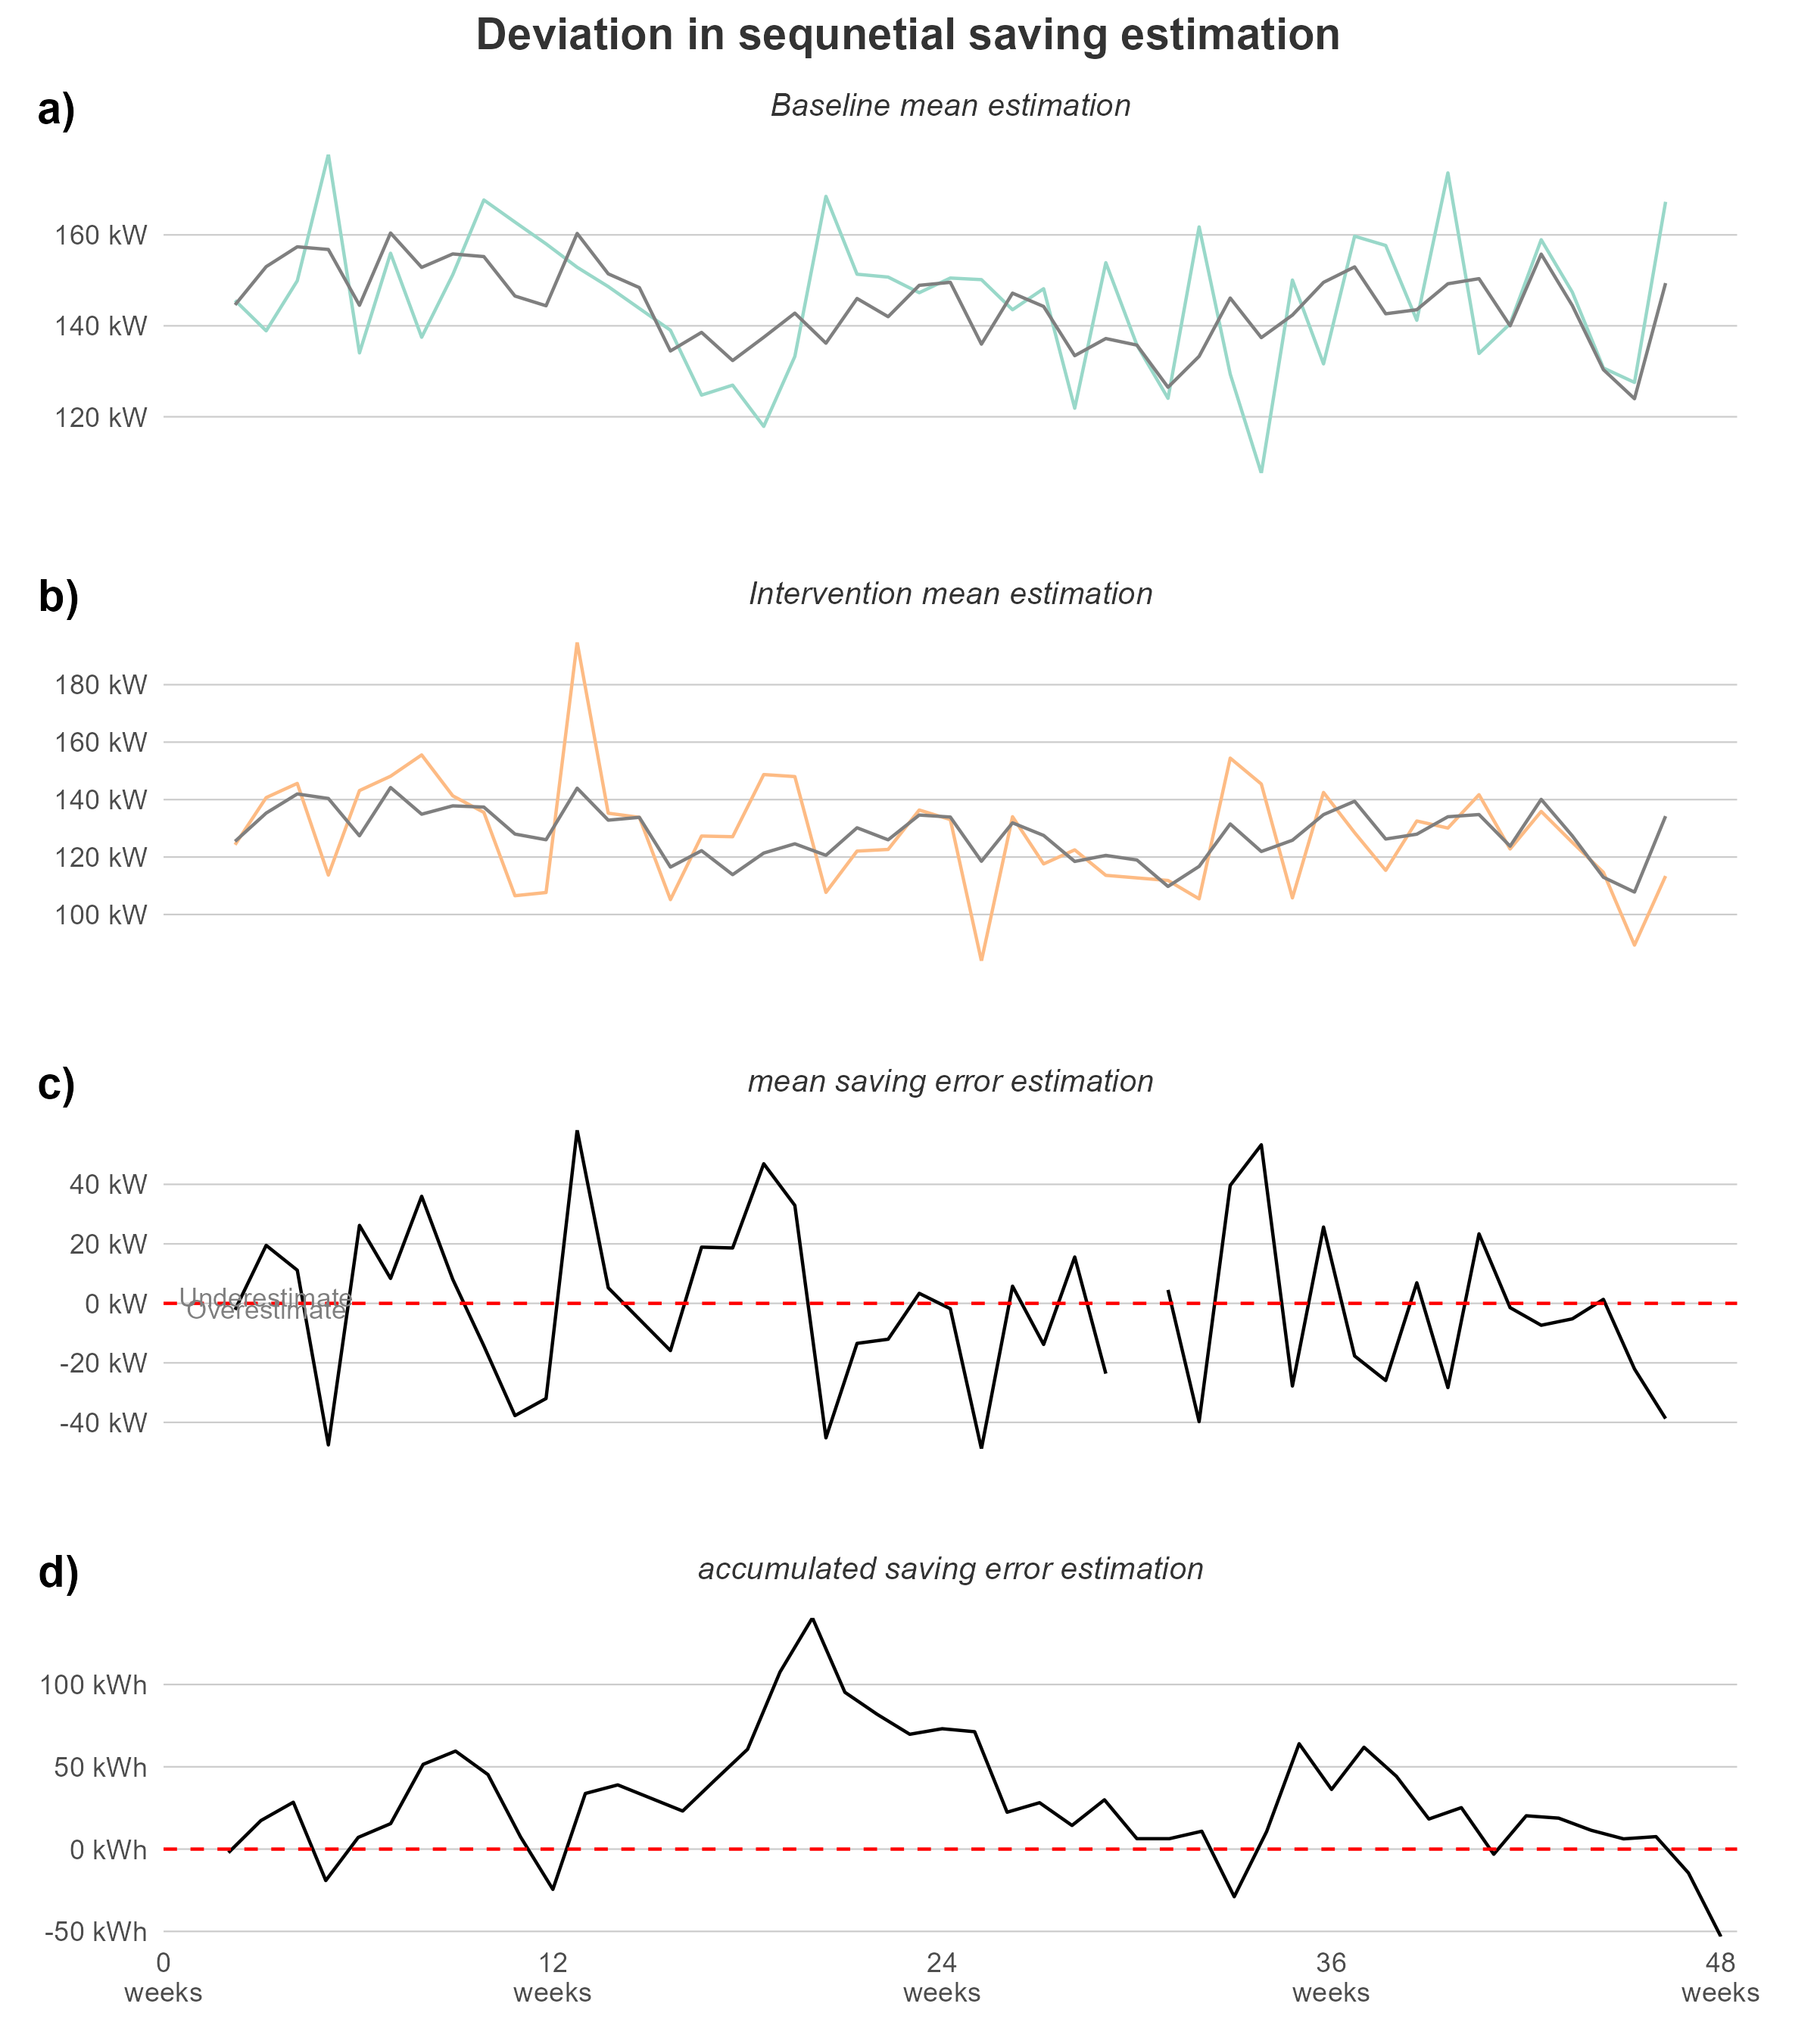 Deviation in sequnetial saving estimation
a)
Baseline mean estimation
160 kW
140 kW
120 kW
b)
Intervention mean estimation
180 kW
160 kW
140 kW
120 kW
100 kW
c)
mean saving error estimation
40 kW
20 kW
Underestimate
0 kW
Overestimate
-20 kW
-40 kW
d)
accumulated saving error estimation
100 kWh
50 kWh
0 kWh
-50 kWh
0 12 24 36 48
weeks weeks weeks weeks weeks